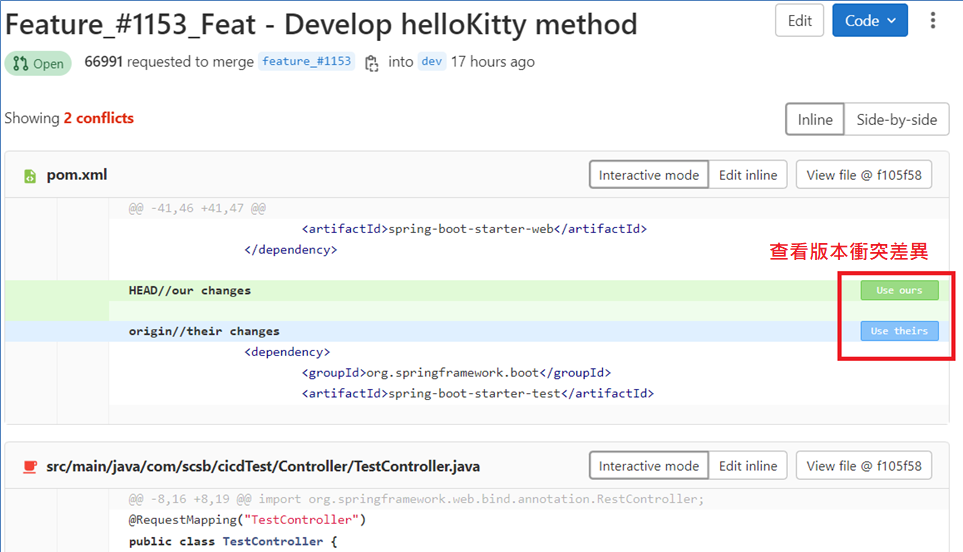 Feature_#1153_Feat - Develop helloKitty method
Edit
Code
Open
66991 requested to merge feature_#1153 into dev 17 hours ago
Showing 2 conflicts
Inline Side-by-side
pom.xml
Interactive mode Edit inline View file @ f105f58
@@ -41,46 +41,47 @@
<artifactId>spring-boot-starter-web</artifactId>
</dependency>
查看版本衝突差異
HEAD//our changes
Use ours
origin//their changes
Use theirs
<dependency>
<groupId>org.springframework.boot</groupId>
<artifactId>spring-boot-starter-test</artifactId>
src/main/java/com/scsb/cicdTest/Controller/TestController.java
Interactive mode Edit inline View file @ f105f58
@@ -8,16 +8,19 @@ import org.springframework.web.bind.annotation.RestController;
@RequestMapping("TestController")
public class TestController {